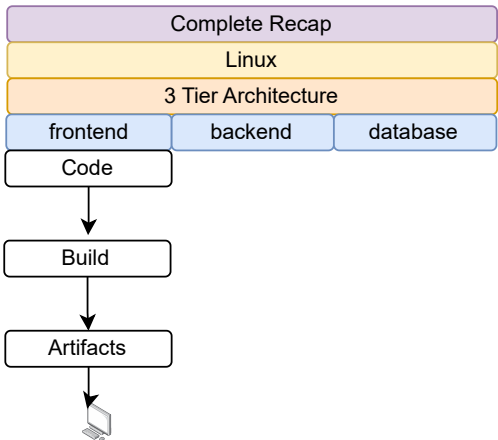 Complete Recap
Linux
3 Tier Architecture
frontend backend database
Code
Build
Artifacts